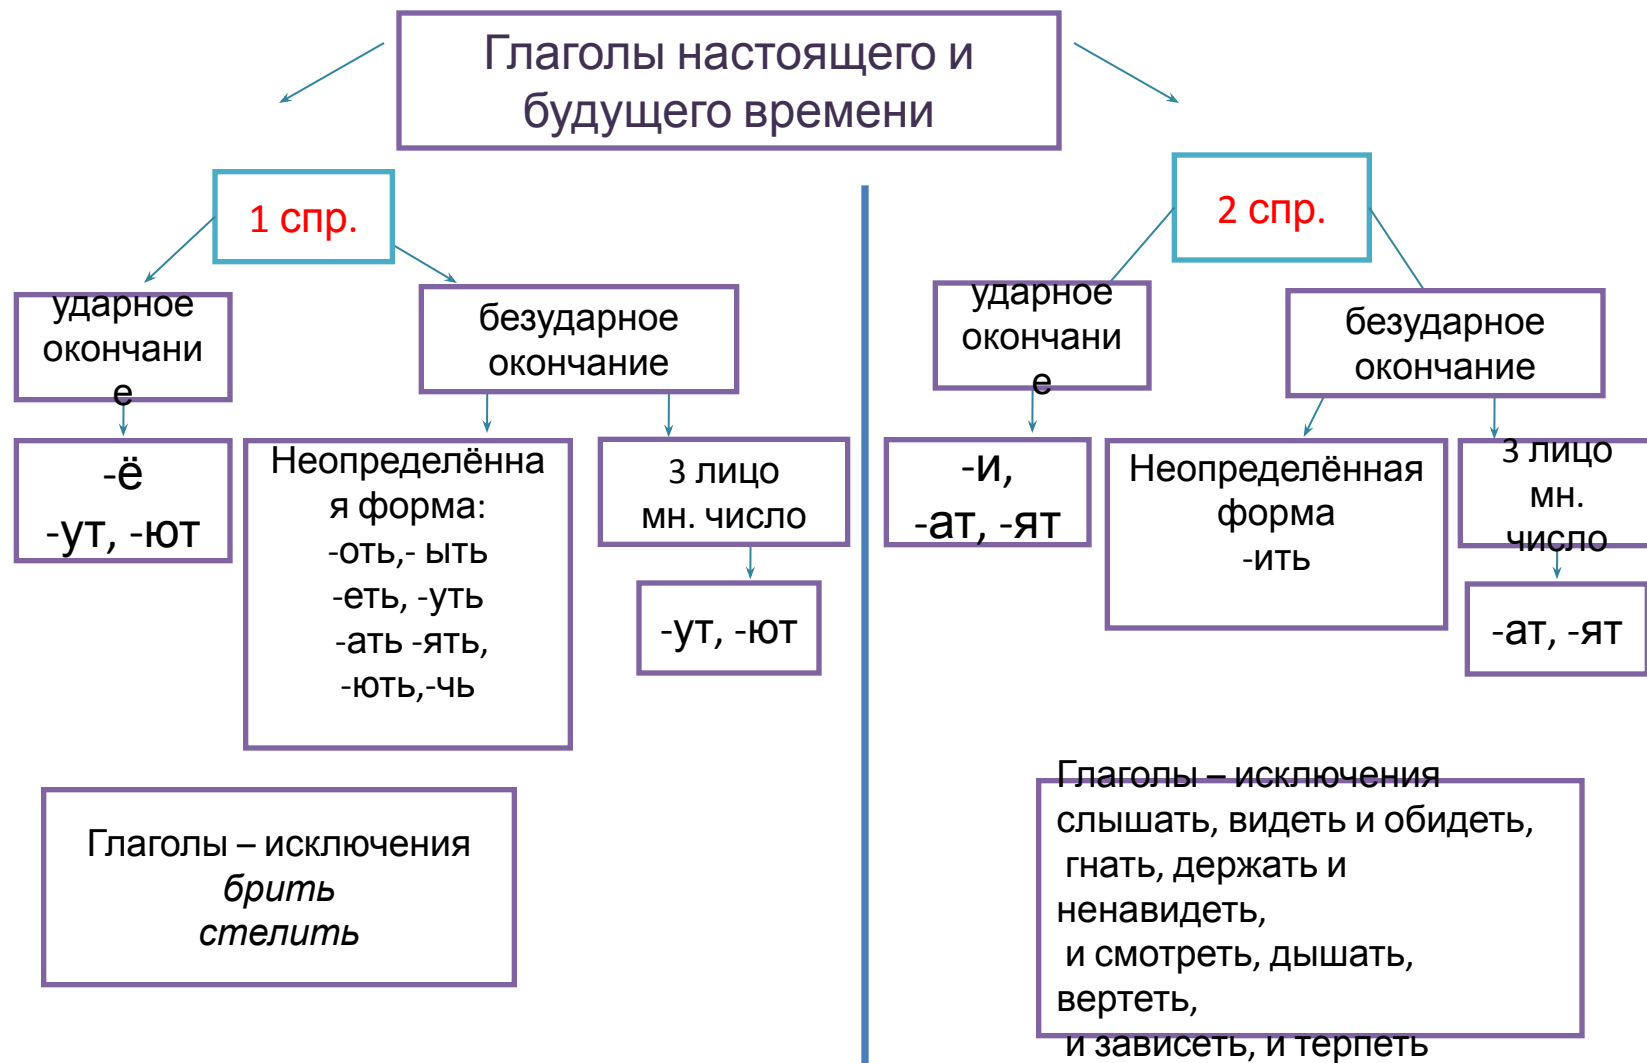 Глаголы настоящего и
будущего времени
1 спр.
ударное
окончани
е
-ё
-ут, -ют
безударное
окончание
Неопределённа
я форма:
-оть,- ыть
-еть, -уть
-ать -ять,
-ють,-чь
3 лицо
мн. число
-ут, -ют
Глаголы – исключения
брить
стелить
2 спр.
ударное
окончани
е
-и,
-ат, -ят
безударное
окончание
Неопределённая
форма
-ить
3 лицо
мн.
число
-ат, -ят
Глаголы – исключения
слышать, видеть и обидеть,
гнать, держать и
ненавидеть,
и смотреть, дышать,
вертеть,
и зависеть, и терпеть